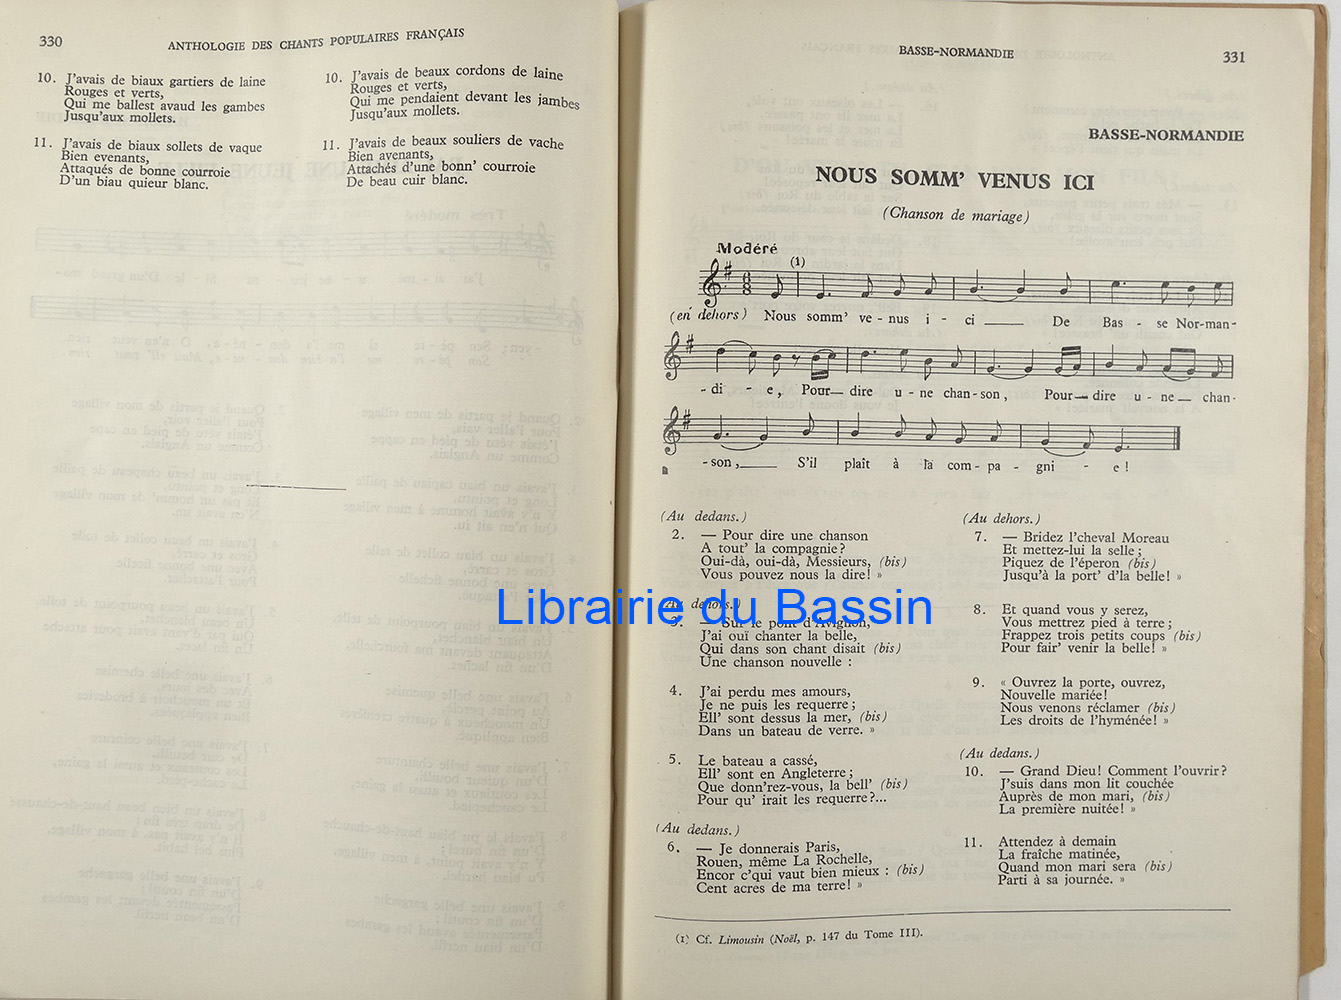 330
ANTHOLOGIE DES CHANTS POPULAIRES FRANÇAIS
10. J'avais de biaux gartiers de laine
Rouges et verts,
Qui me ballest avaud les gambes
Jusqu'aux mollets.
11. J'avais de biaux sollets de vaque
Bien evenants,
Attaqués de bonne courroie
D'un biau quieur blanc.
10. J'avais de beaux cordons de laine
Rouges et verts,
Qui me pendaient devant les jambes
Jusqu'aux mollets.
11. J'avais de beaux souliers de vache
Bien avenants,
Attachés d'une bonn' courroie
De beau cuir blanc.
BASSE-NORMANDIE
331
BASSE-NORMANDIE
NOUS SOMM' VENUS ICI
(Chanson de mariage)
Modéré
(1)
(en dehors) Nous somm' ve - nus i - ci ____ De Bas - se Nor-man-
- di - e, Pour— dire u - ne chan-son, Pour— dire u - ne— chan-
- son,____ S'il plaît à la com - pa - gni - e !
(Au dedans.)
2. — Pour dire une chanson
A tout' la compagnie?
Oui-dà, oui-dà, Messieurs, (bis)
Vous pouvez nous la dire! »
(Au dehors.)
3. — Sur le pont d'Avignon,
J'ai ouï chanter la belle,
Qui dans son chant disait (bis)
Une chanson nouvelle :
4. J'ai perdu mes amours,
Je ne puis les requerre;
Ell' sont dessus la mer, (bis)
Dans un bateau de verre. »
5. Le bateau a cassé,
Ell' sont en Angleterre;
Que donn'rez-vous, la bell' (bis)
Pour qu' irait les requerre?...
(Au dedans.)
6. — Je donnerais Paris,
Rouen, même La Rochelle,
Encor c'qui vaut bien mieux : (bis)
Cent acres de ma terre! »
(Au dehors.)
7. — Bridez l'cheval Moreau
Et mettez-lui la selle;
Piquez de l'éperon (bis)
Jusqu'à la port' d'la belle! »
8. Et quand vous y serez,
Vous mettrez pied à terre;
Frappez trois petits coups (bis)
Pour fair' venir la belle! »
9. « Ouvrez la porte, ouvrez,
Nouvelle mariée!
Nous venons réclamer (bis)
Les droits de l'hyménée! »
(Au dedans.)
10. — Grand Dieu! Comment l'ouvrir?
J'suis dans mon lit couchée
Auprès de mon mari, (bis)
La première nuitée! »
11. Attendez à demain
La fraîche matinée,
Quand mon mari sera (bis)
Parti à sa journée. »
(1) Cf. Limousin (Noël, p. 147 du Tome III).
Librairie du Bassin